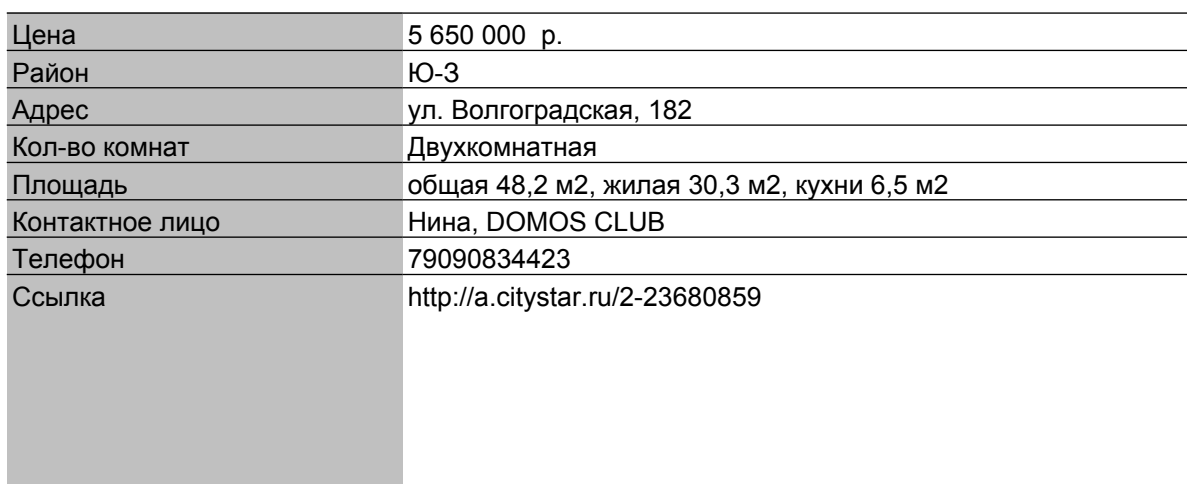 Цена 5 650 000 р.
Район Ю-З
Адрес ул. Волгоградская, 182
Кол-во комнат Двухкомнатная
Площадь общая 48,2 м2, жилая 30,3 м2, кухни 6,5 м2
Контактное лицо Нина, DOMOS CLUB
Телефон 79090834423
Ссылка http://a.citystar.ru/2-23680859